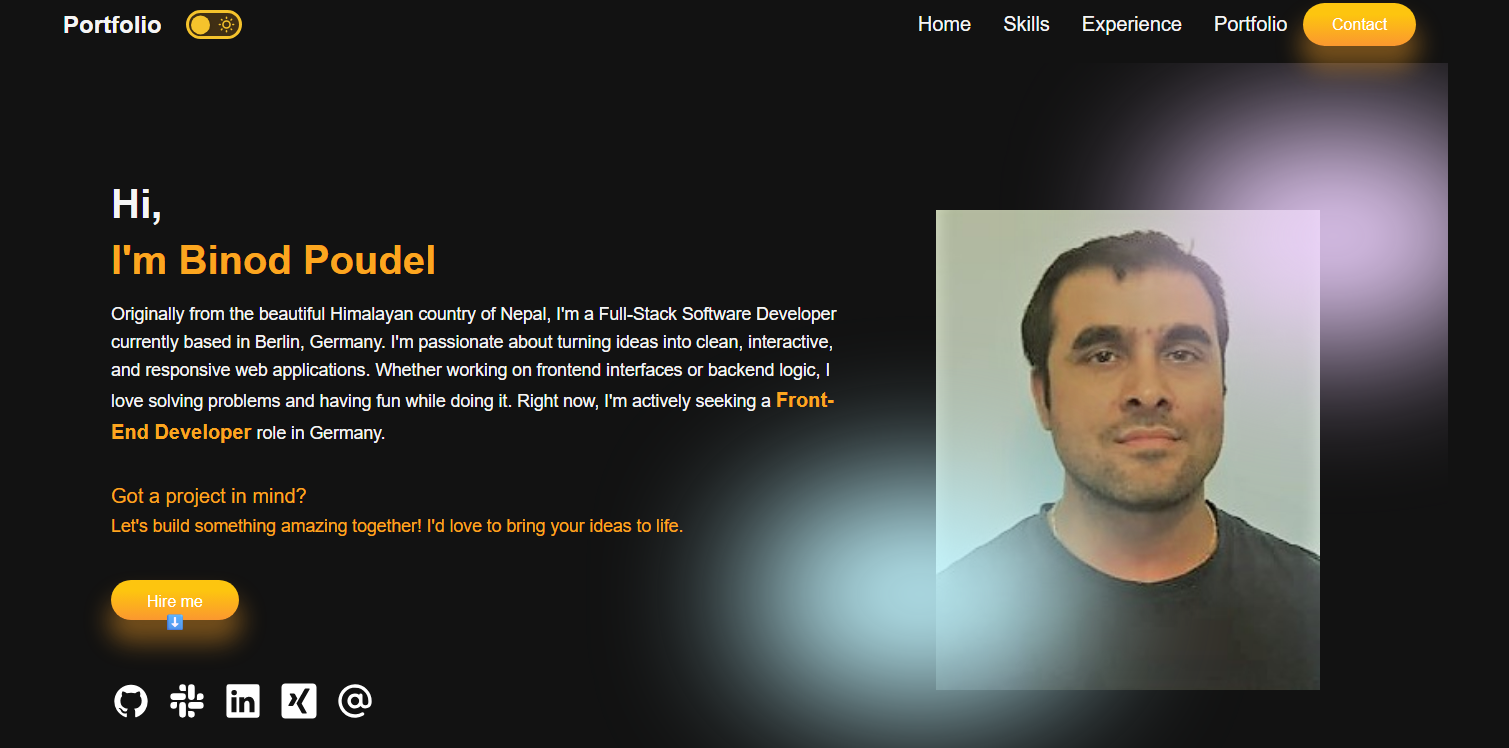 Portfolio
Home Skills Experience Portfolio Contact
Hi,
I'm Binod Poudel
Originally from the beautiful Himalayan country of Nepal, I'm a Full-Stack Software Developer
currently based in Berlin, Germany. I'm passionate about turning ideas into clean, interactive,
and responsive web applications. Whether working on frontend interfaces or backend logic, I
love solving problems and having fun while doing it. Right now, I'm actively seeking a Front-
End Developer role in Germany.
Got a project in mind?
Let's build something amazing together! I'd love to bring your ideas to life.
Hire me